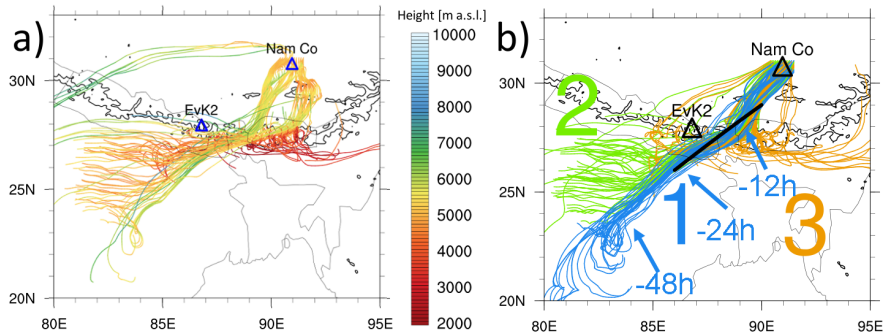 a)
Nam Co
EvK2
30N
25N
20N
80E
85E
90E
95E
Height [m a.s.l.]
10000
9000
8000
7000
6000
5000
4000
3000
2000
b)
Nam Co
EvK2
2
1
3
-12h
-24h
-48h
30N
25N
20N
80E
85E
90E
95E